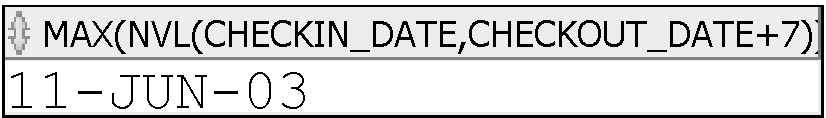 MAX(NVL(CHECKIN_DATE,CHECKOUT_DATE+7))
11-JUN-03